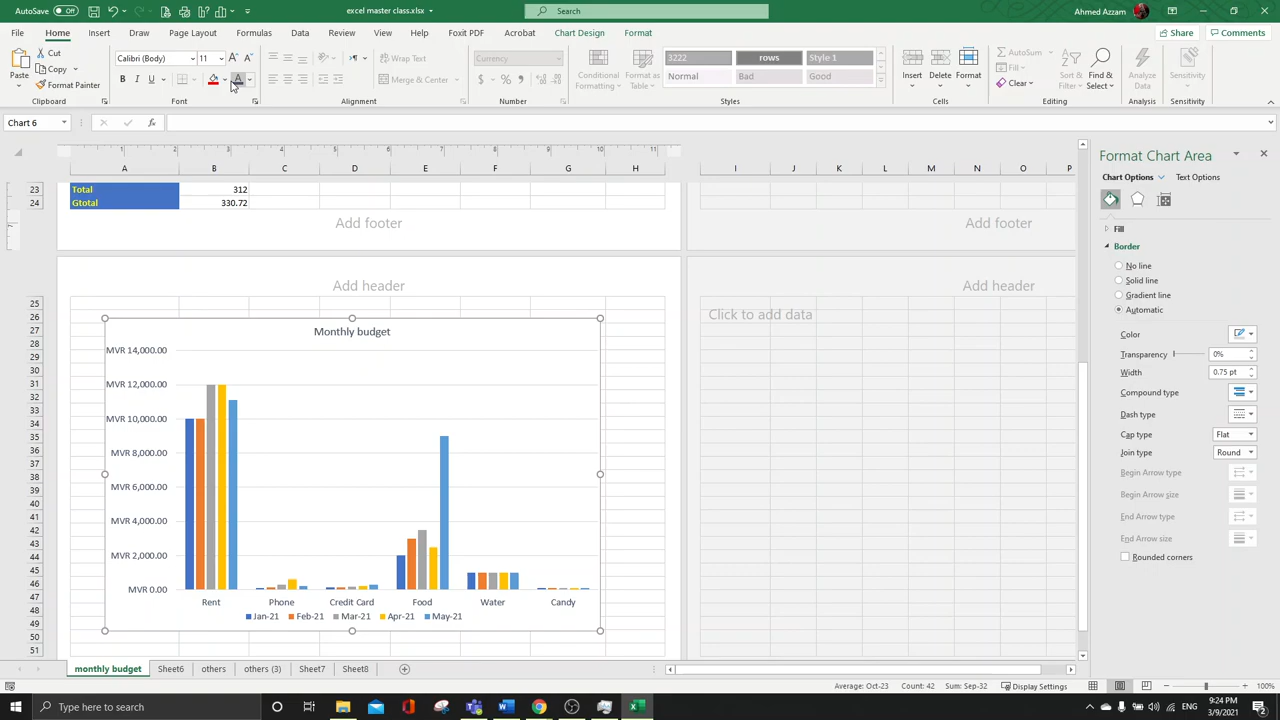 AutoSave Off excel master class.xlsx Search Ahmed Azzam
File Home Insert Draw Page Layout Formulas Data Review View Help Foxit PDF Acrobat Chart Design Format Share Comments
Paste Cut Copy Format Painter
Clipboard
Calibri (Body) 11
B I U A
Font
Wrap Text
Merge & Center
Alignment
Currency
$ % 9
Number
Conditional Formatting
Format as Table
3222 rows Style 1
Normal Bad Good
Styles
Insert Delete Format
Cells
AutoSum
Fill
Clear
Sort & Filter
Find & Select
Editing
Analyze Data
Analysis
Sensitivity
Sensitivity
Chart 6 fx
1 2 3 4 5 6 7 8 9 10 11
A B C D E F G H I J K L M N O P
23 Total 312
24 Gtotal 330.72
Add footer Add footer
Add header Add header
Click to add data
25
26
27
28
29
30
31
32
33
34
35
36
37
38
39
40
41
42
43
44
45
46
47
48
49
50
51
Monthly budget
MVR 14,000.00
MVR 12,000.00
MVR 10,000.00
MVR 8,000.00
MVR 6,000.00
MVR 4,000.00
MVR 2,000.00
MVR 0.00
Rent Phone Credit Card Food Water Candy
Jan-21 Feb-21 Mar-21 Apr-21 May-21
Format Chart Area
Chart Options Text Options
Fill
Border
No line
Solid line
Gradient line
Automatic
Color
Transparency 0%
Width 0.75 pt
Compound type
Dash type
Cap type Flat
Join type Round
Begin Arrow type
Begin Arrow size
End Arrow type
End Arrow size
Rounded corners
monthly budget Sheet6 others others (3) Sheet7 Sheet8
Average: Oct-23 Count: 42 Sum: Sep-32 Display Settings 100%
Type here to search
ENG 9:24 PM
3/9/2021